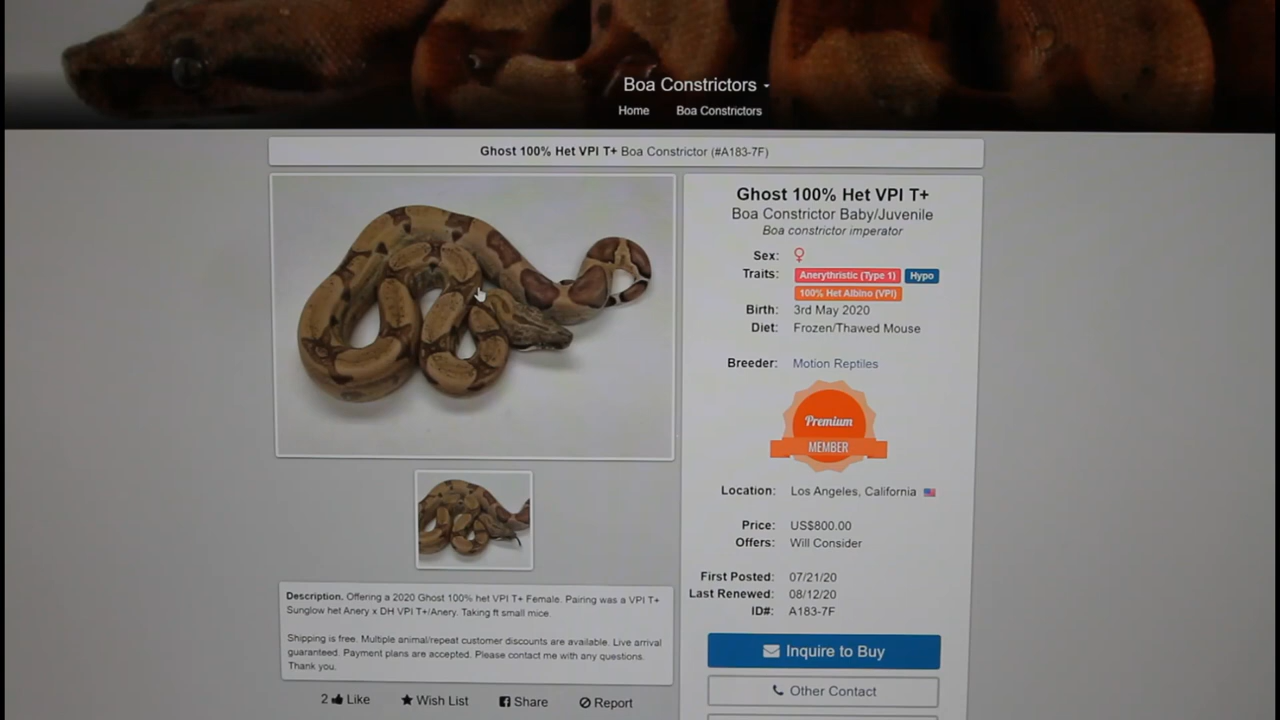 Boa Constrictors
Home Boa Constrictors
Ghost 100% Het VPI T+ Boa Constrictor (#A183-7F)
Ghost 100% Het VPI T+
Boa Constrictor Baby/Juvenile
Boa constrictor imperator
Sex: ♀
Traits: Anerythristic (Type 1) Hypo
100% Het Albino (VPI)
Birth: 3rd May 2020
Diet: Frozen/Thawed Mouse
Breeder: Motion Reptiles
Premium
MEMBER
Location: Los Angeles, California
Price: US$800.00
Offers: Will Consider
First Posted: 07/21/20
Last Renewed: 08/12/20
ID#: A183-7F
Inquire to Buy
Other Contact
Description. Offering a 2020 Ghost 100% het VPI T+ Female. Pairing was a VPI T+
Sunglow het Anery x DH VPI T+/Anery. Taking ft small mice.
Shipping is free. Multiple animal/repeat customer discounts are available. Live arrival
guaranteed. Payment plans are accepted. Please contact me with any questions.
Thank you.
2 Like Wish List Share Report